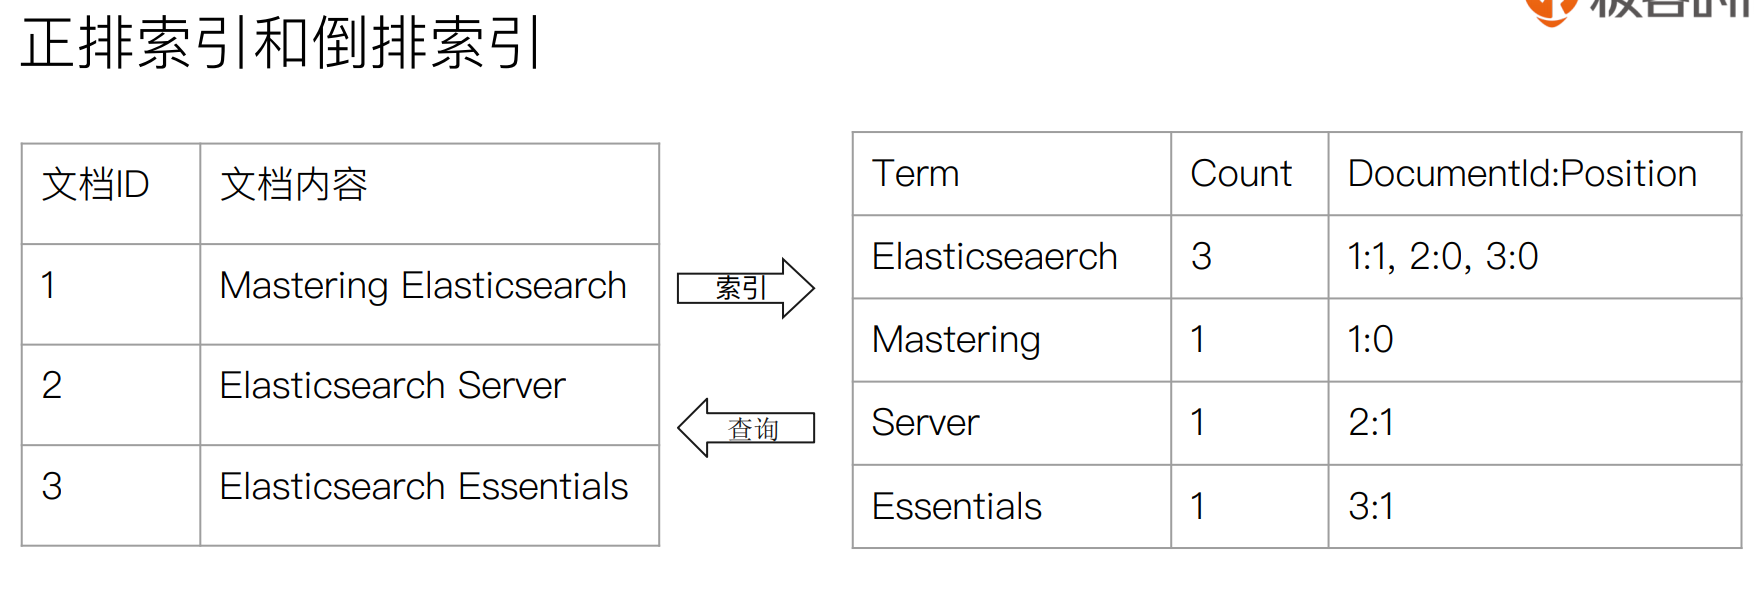 正排索引和倒排索引
文档ID 文档内容
1 Mastering Elasticsearch
2 Elasticsearch Server
3 Elasticsearch Essentials
索引
查询
Term Count DocumentId:Position
Elasticseaerch 3 1:1, 2:0, 3:0
Mastering 1 1:0
Server 1 2:1
Essentials 1 3:1